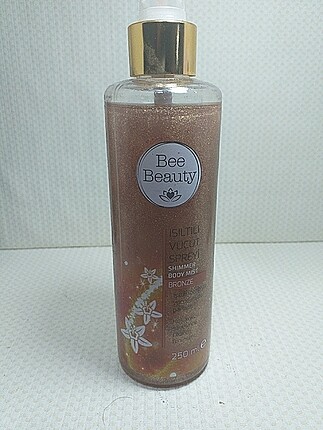 Bee
Beauty
IŞILTILI
VÜCUT
SPREYİ
SHIMMER
BODY MIST
BRONZE
250 ml e